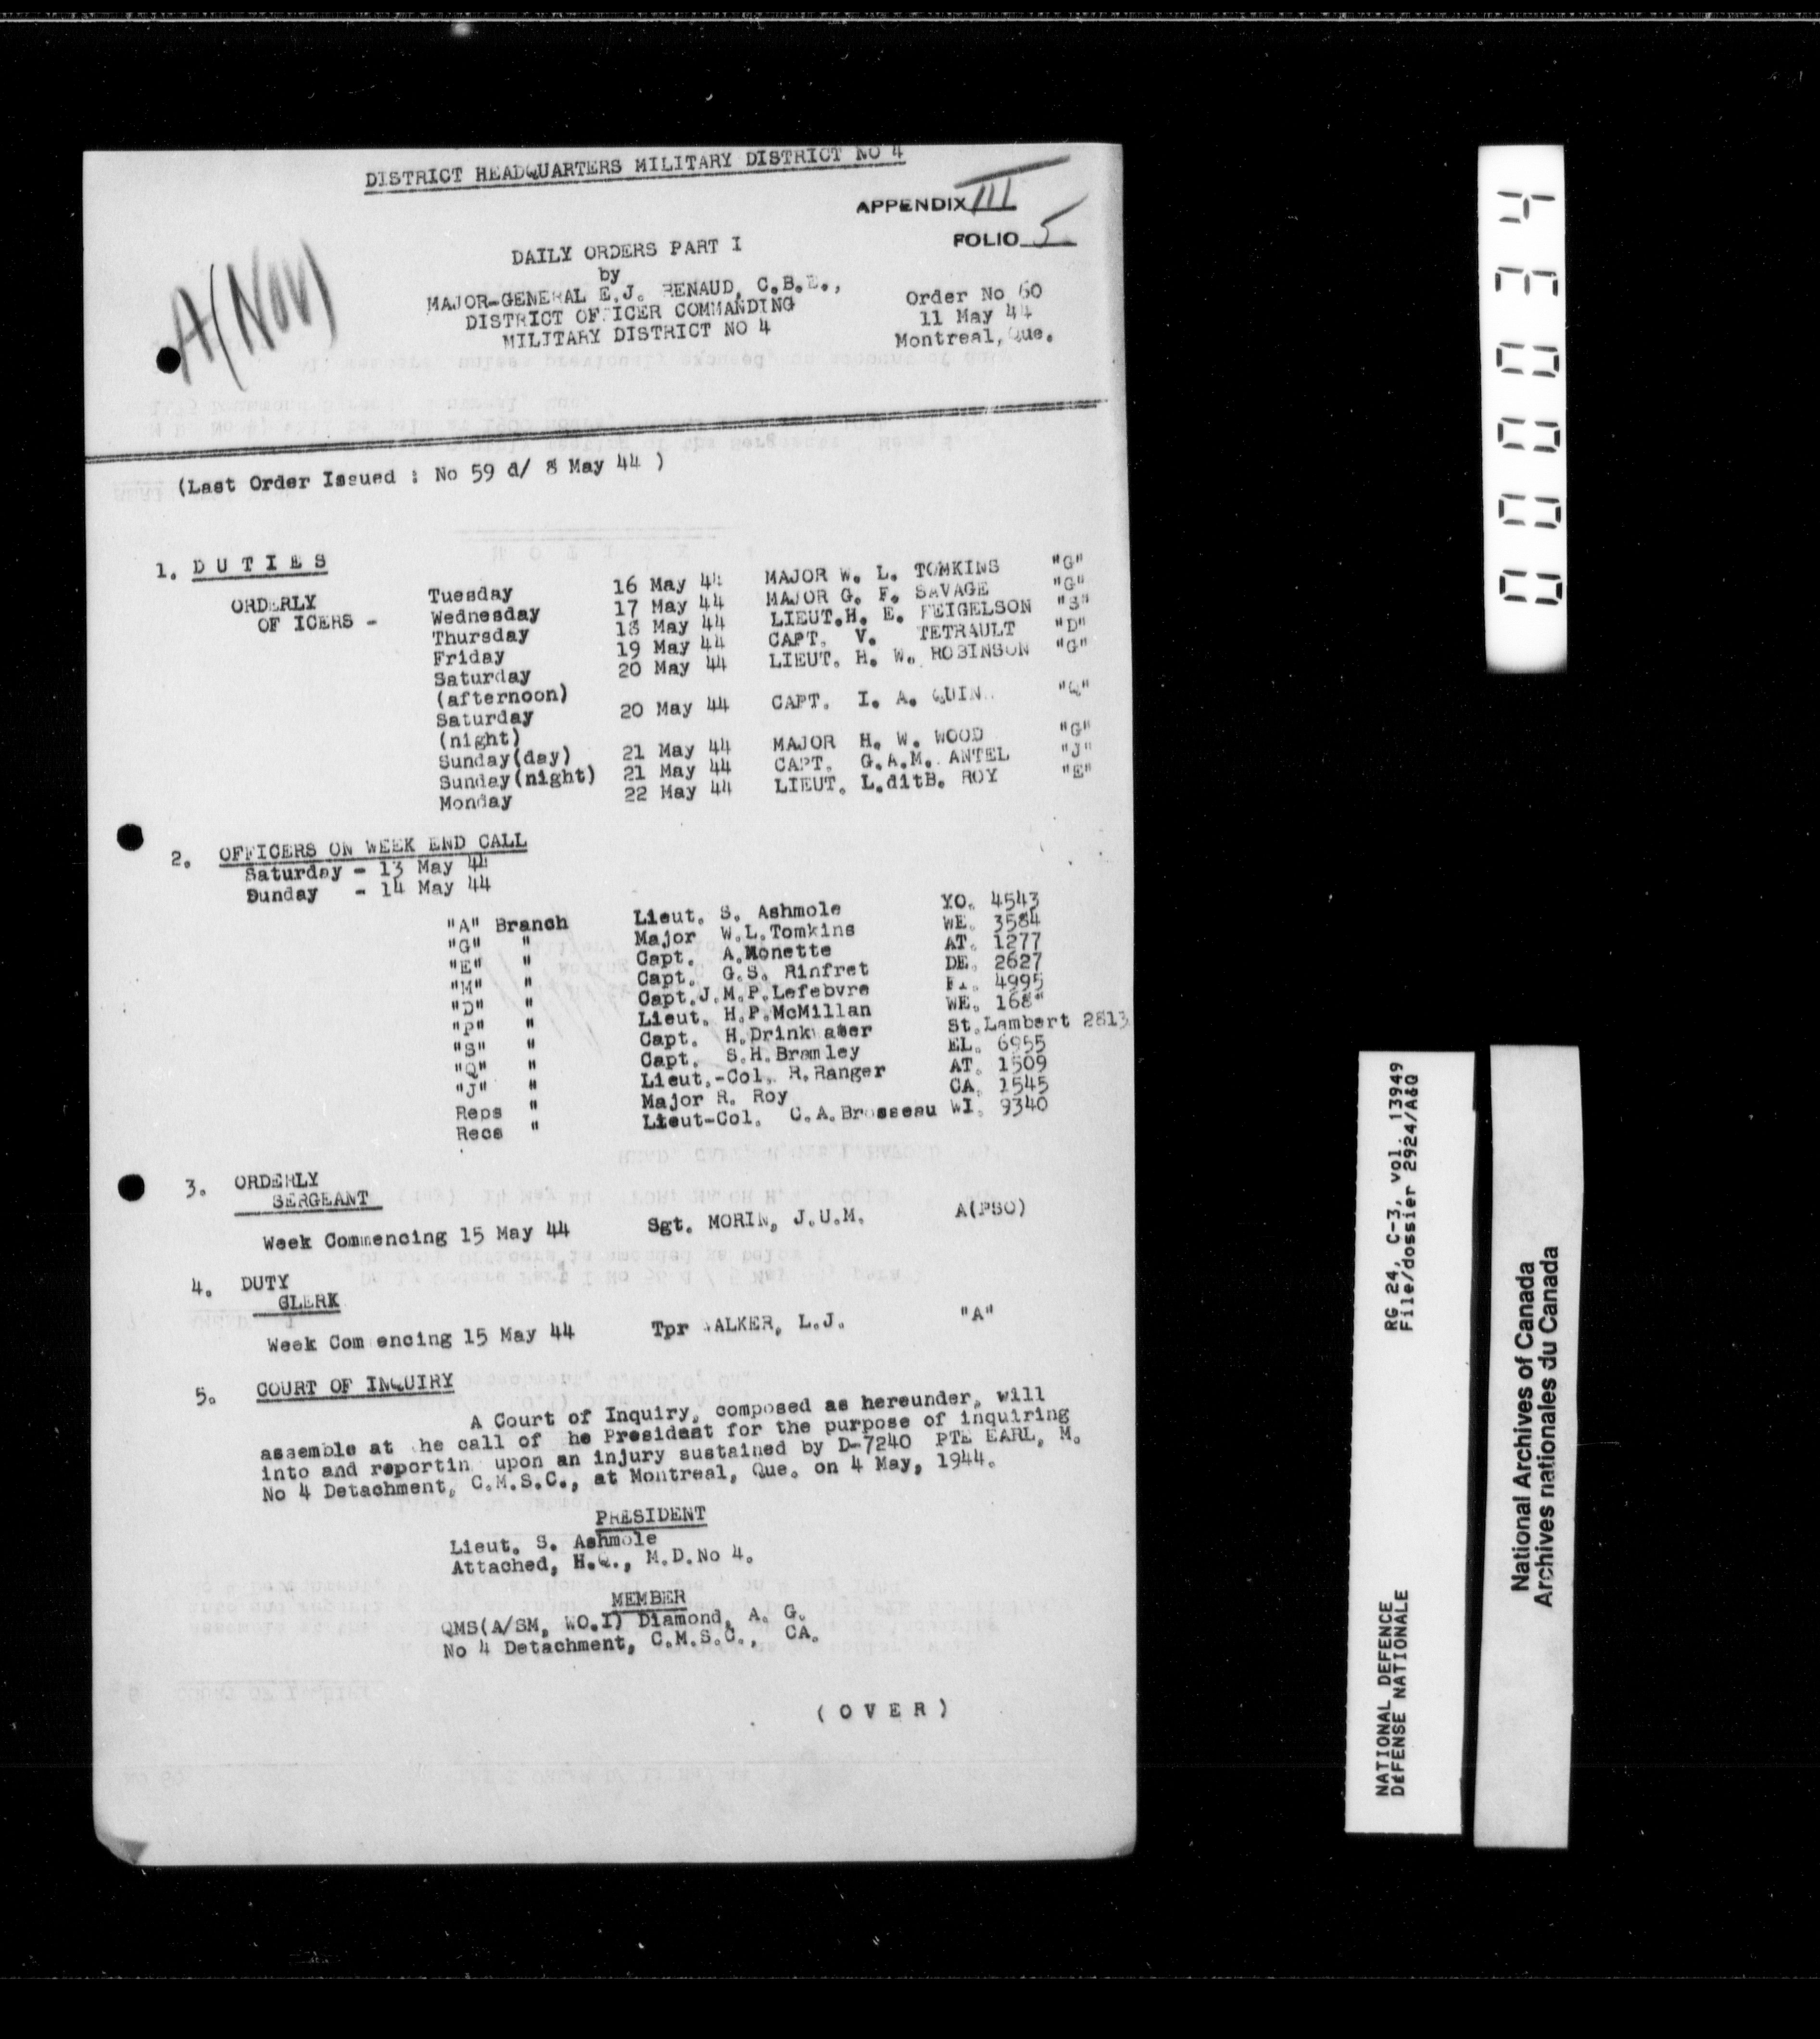 DISTRICT HEADQUARTERS MILITARY DISTRICT NO 4
APPENDIX III
FOLIO 5
A(Nov)
DAILY ORDERS PART I
by
MAJOR-GENERAL E.J. RENAUD, C.B.E.,
DISTRICT OFFICER COMMANDING
MILITARY DISTRICT NO 4
Order No 60
11 May 44
Montreal, Que.
(Last Order Issued : No 59 d/ 8 May 44 )
1. D U T I E S
ORDERLY
OF ICERS -
Tuesday 16 May 44 MAJOR W. L. TOMKINS "G"
Wednesday 17 May 44 MAJOR G. F. SAVAGE "G"
Thursday 18 May 44 LIEUT.H. E. FEIGELSON "S"
Friday 19 May 44 CAPT. V. TETRAULT "D"
Saturday 20 May 44 LIEUT. H. W. ROBINSON "G"
(afternoon)
Saturday 20 May 44 CAPT. I. A. QUIN "Q"
(night)
Sunday(day) 21 May 44 MAJOR H. W. WOOD "G"
Sunday(night) 21 May 44 CAPT. G.A.M. ANTEL "J"
Monday 22 May 44 LIEUT. L.ditB. ROY "E"
2. OFFICERS ON WEEK END CALL
Saturday - 13 May 44
Sunday - 14 May 44
"A" Branch Lieut. S. Ashmole YO. 4543
"G" " Major W.L.Tomkins WE. 3584
"E" " Capt. A.Monette AT. 1277
"M" " Capt. G.S. Rinfret DE. 2627
"D" " Capt.J.M.P.Lefebvre FI. 4995
"P" " Lieut. H.P.McMillan WE. 168
"S" " Capt. H.Drink ater St.Lambert 2813
"Q" " Capt. S.H.Bramley EL. 6955
"J" " Lieut.-Col. R.Ranger AT. 1509
Reps " Major R. Roy CA. 1545
Recs " Lieut-Col. C.A.Brosseau WI. 9340
3. ORDERLY
SERGEANT
Week Commencing 15 May 44 Sgt. MORIN, J.U.M. A(PSO)
4. DUTY
CLERK
Week Com encing 15 May 44 Tpr WALKER, L.J. "A"
5. COURT OF INQUIRY
A Court of Inquiry, composed as hereunder, will
assemble at he call of he President for the purpose of inquiring
into and reportin upon an injury sustained by D-7240 PTE EARL, M.
No 4 Detachment, C.M.S.C., at Montreal, Que. on 4 May, 1944.
PRESIDENT
Lieut. S. Ashmole
Attached, H.Q., M.D.No 4.
MEMBER
QMS(A/SM, WO.I) Diamond, A. G.
No 4 Detachment, C.M.S.C., CA.
( O V E R )
00034
RG 24, C-3, vol. 13949
File/dossier 2924/A&Q
NATIONAL DEFENCE
DÉFENSE NATIONALE
National Archives of Canada
Archives nationales du Canada